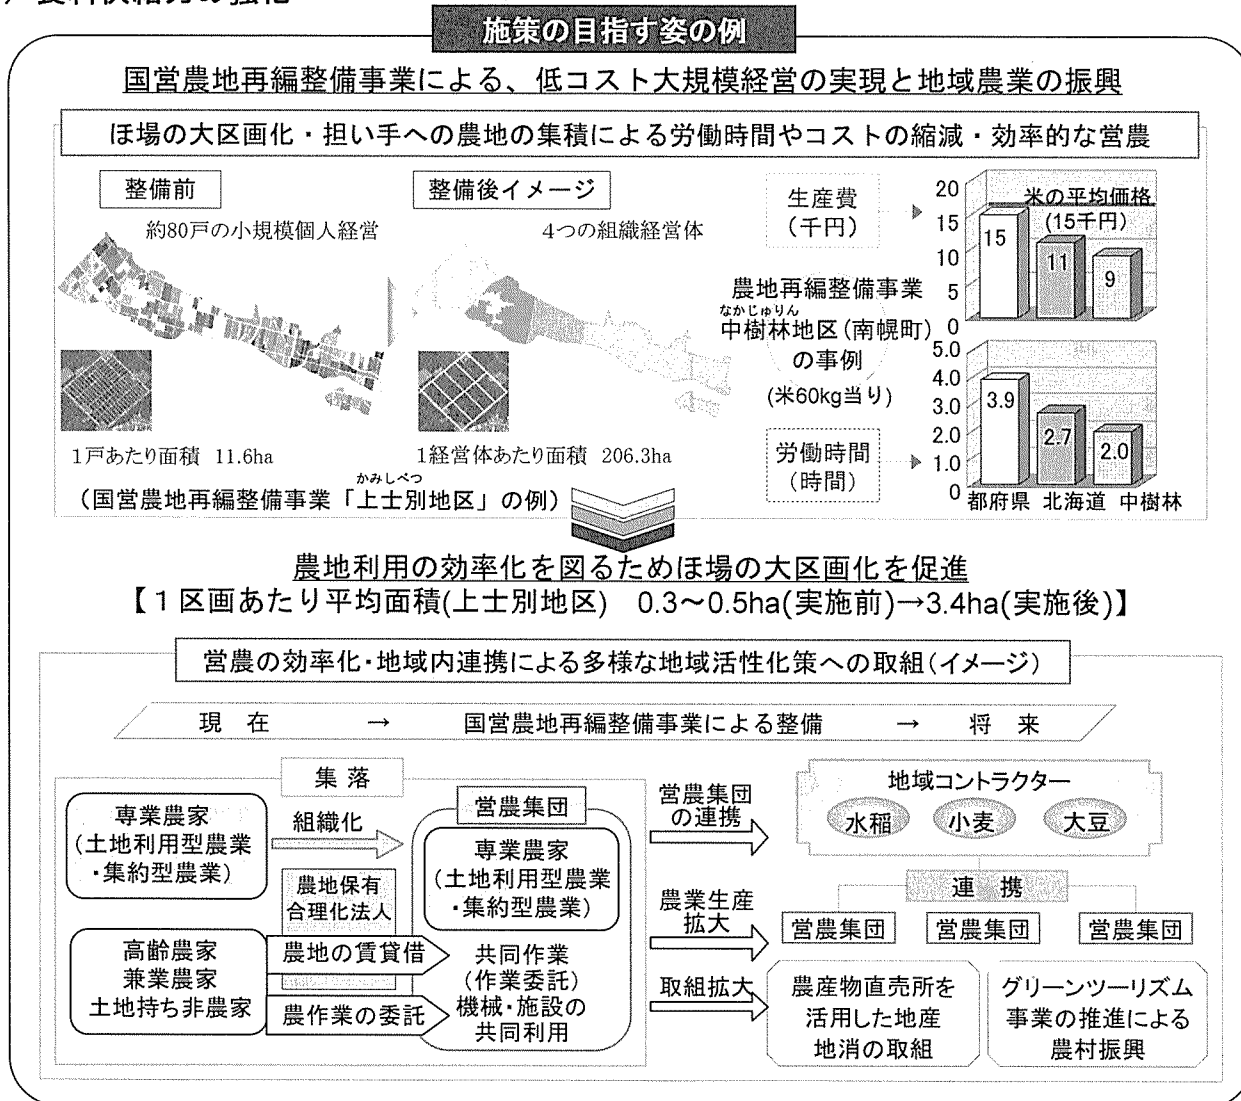 施策の目指す姿の例
国営農地再編整備事業による、低コスト大規模経営の実現と地域農業の振興
ほ場の大区画化・担い手への農地の集積による労働時間やコストの縮減・効率的な営農
整備前
約80戸の小規模個人経営
1戸あたり面積 11.6ha
整備後イメージ
4つの組織経営体
1経営体あたり面積 206.3ha
かみしべつ
(国営農地再編整備事業「上士別地区」の例)
生産費
(千円)
農地再編整備事業
なかじゅりん
中樹林地区(南幌町)
の事例
(米60kg当り)
労働時間
(時間)
20
15
10
5
0
米の平均価格
(15千円)
15
11
9
5.0
4.0
3.0
2.0
1.0
0
3.9
2.7
2.0
都府県 北海道 中樹林
農地利用の効率化を図るためほ場の大区画化を促進
【1区画あたり平均面積(上士別地区) 0.3~0.5ha(実施前)→3.4ha(実施後)】
営農の効率化・地域内連携による多様な地域活性化策への取組(イメージ)
現 在 → 国営農地再編整備事業による整備 → 将 来
集 落
専業農家
(土地利用型農業
・集約型農業)
組織化
農地保有
合理化法人
高齢農家
兼業農家
土地持ち非農家
農地の賃貸借
農作業の委託
営農集団
専業農家
(土地利用型農業
・集約型農業)
共同作業
(作業委託)
機械・施設の
共同利用
営農集団
の連携
農業生産
拡大
取組拡大
地域コントラクター
水稲 小麦 大豆
連 携
営農集団 営農集団 営農集団
農産物直売所を
活用した地産
地消の取組
グリーンツーリズム
事業の推進による
農村振興